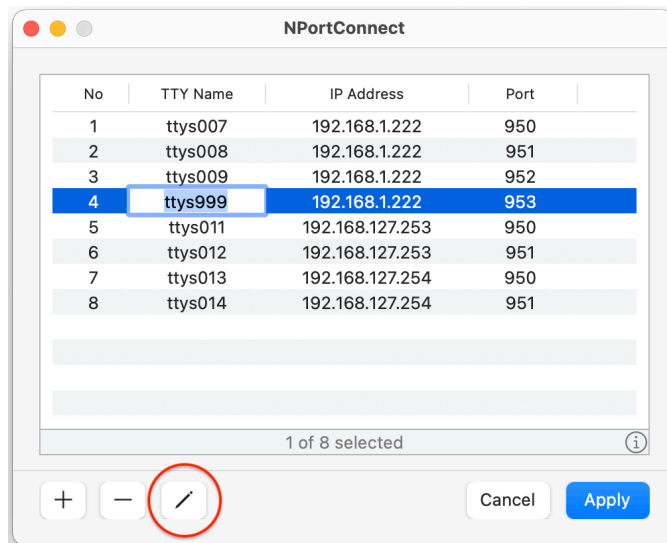 NPortConnect
No TTY Name IP Address Port
1 ttys007 192.168.1.222 950
2 ttys008 192.168.1.222 951
3 ttys009 192.168.1.222 952
4 ttys999 192.168.1.222 953
5 ttys011 192.168.127.253 950
6 ttys012 192.168.127.253 951
7 ttys013 192.168.127.254 950
8 ttys014 192.168.127.254 951
1 of 8 selected
Cancel Apply